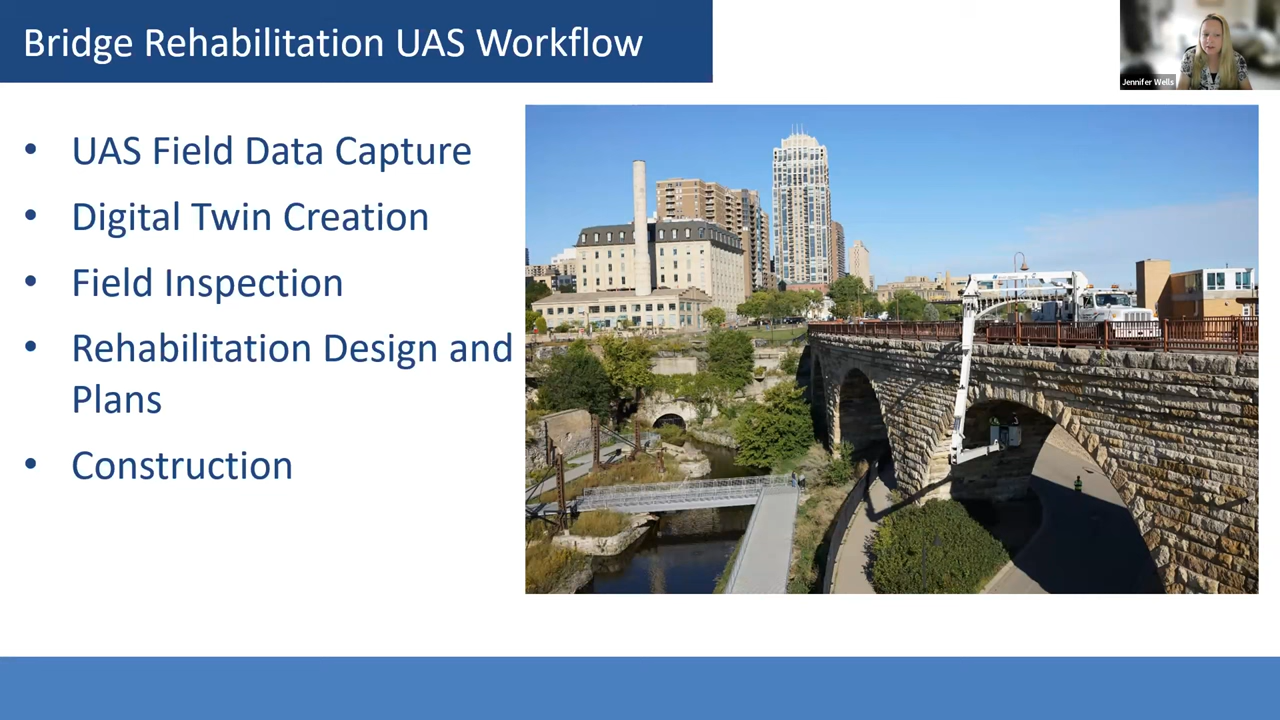 Bridge Rehabilitation UAS Workflow
Jennifer Wells
• UAS Field Data Capture
• Digital Twin Creation
• Field Inspection
• Rehabilitation Design and
Plans
• Construction